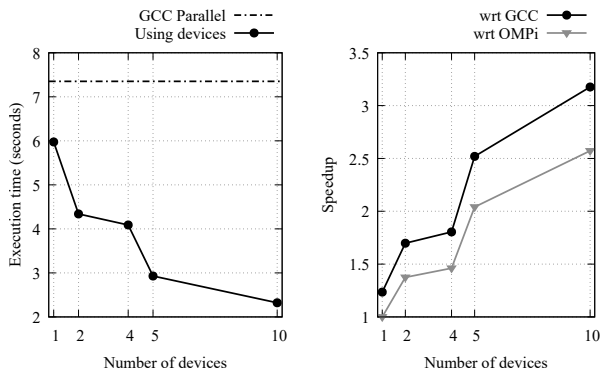 GCC Parallel
Using devices
8
7
6
5
4
3
2
Execution time (seconds)
1 2 4 5 10
Number of devices
wrt GCC
wrt OMPi
3.5
3
2.5
2
1.5
1
Speedup
1 2 4 5 10
Number of devices